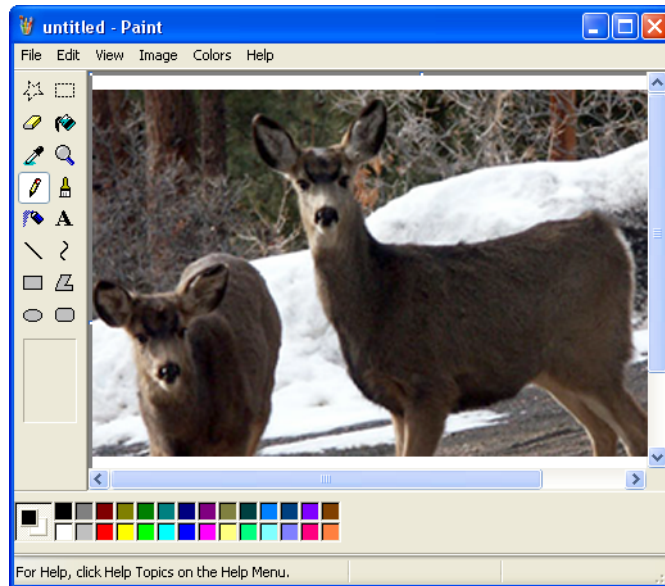 untitled - Paint
File Edit View Image Colors Help
A
For Help, click Help Topics on the Help Menu.